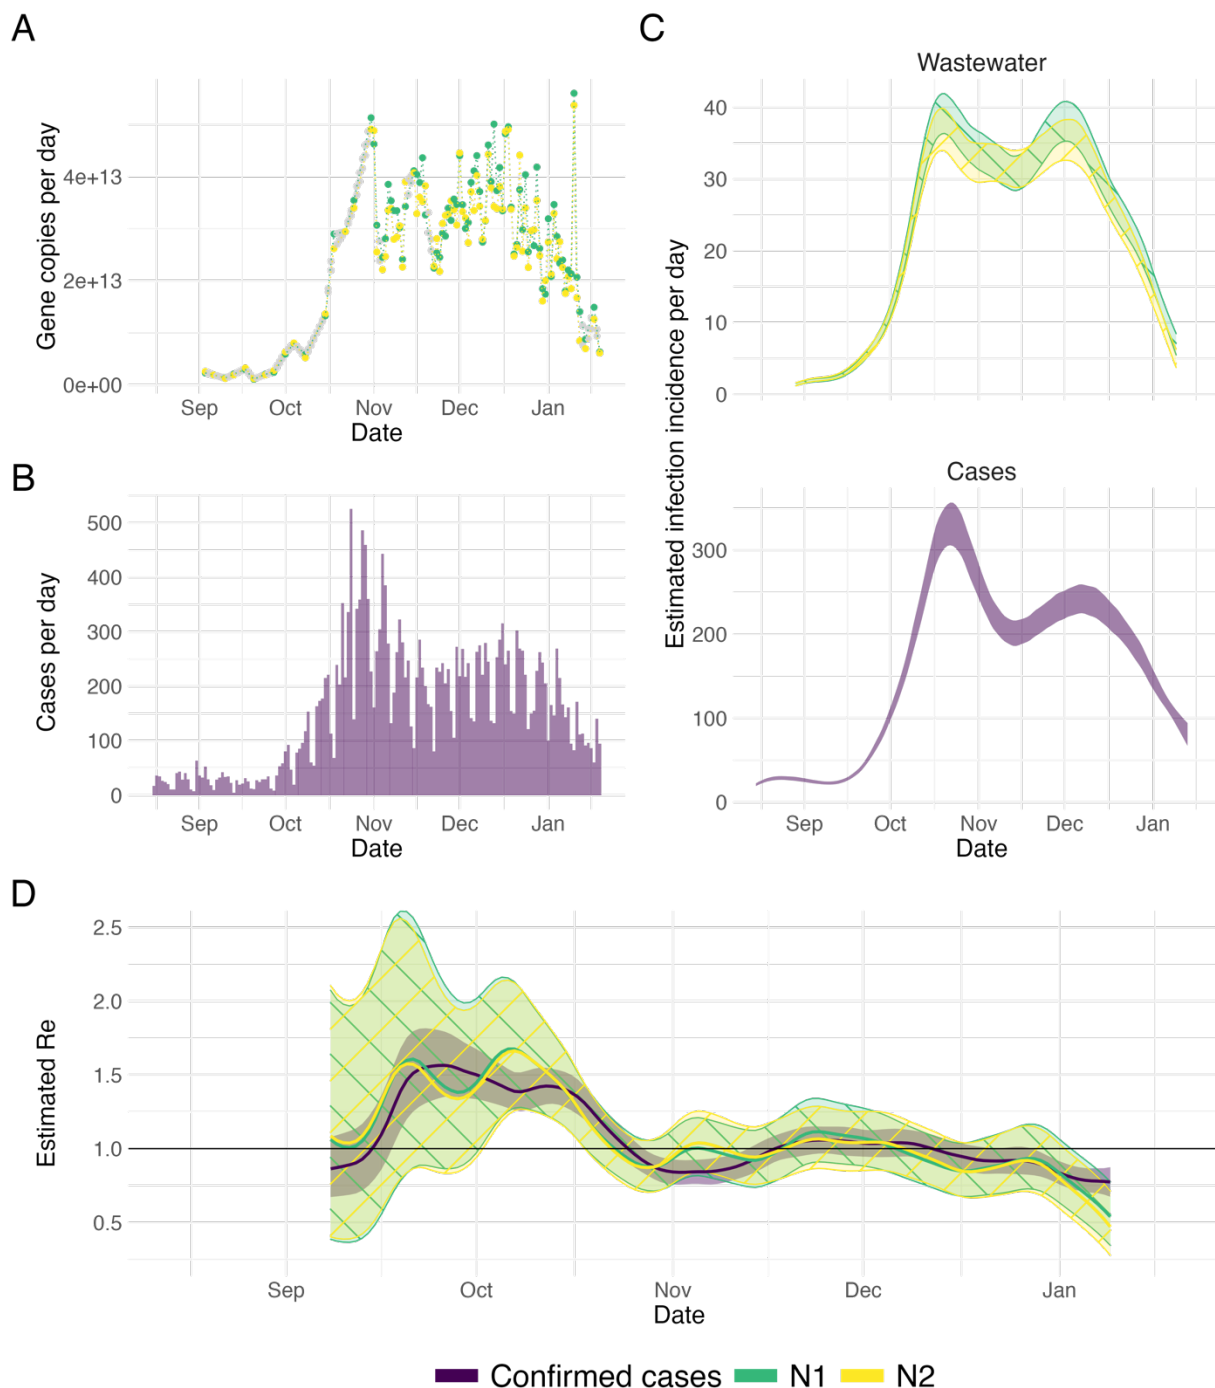 A
Gene copies per day
4e+13
2e+13
0e+00
Sep Oct Nov Dec Jan
Date
B
Cases per day
500
400
300
200
100
0
Sep Oct Nov Dec Jan
Date
C
Estimated infection incidence per day
Wastewater
40
30
20
10
0
Cases
300
200
100
0
Sep Oct Nov Dec Jan
Date
D
Estimated Re
2.5
2.0
1.5
1.0
0.5
Sep Oct Nov Dec Jan
Date
Confirmed cases N1 N2